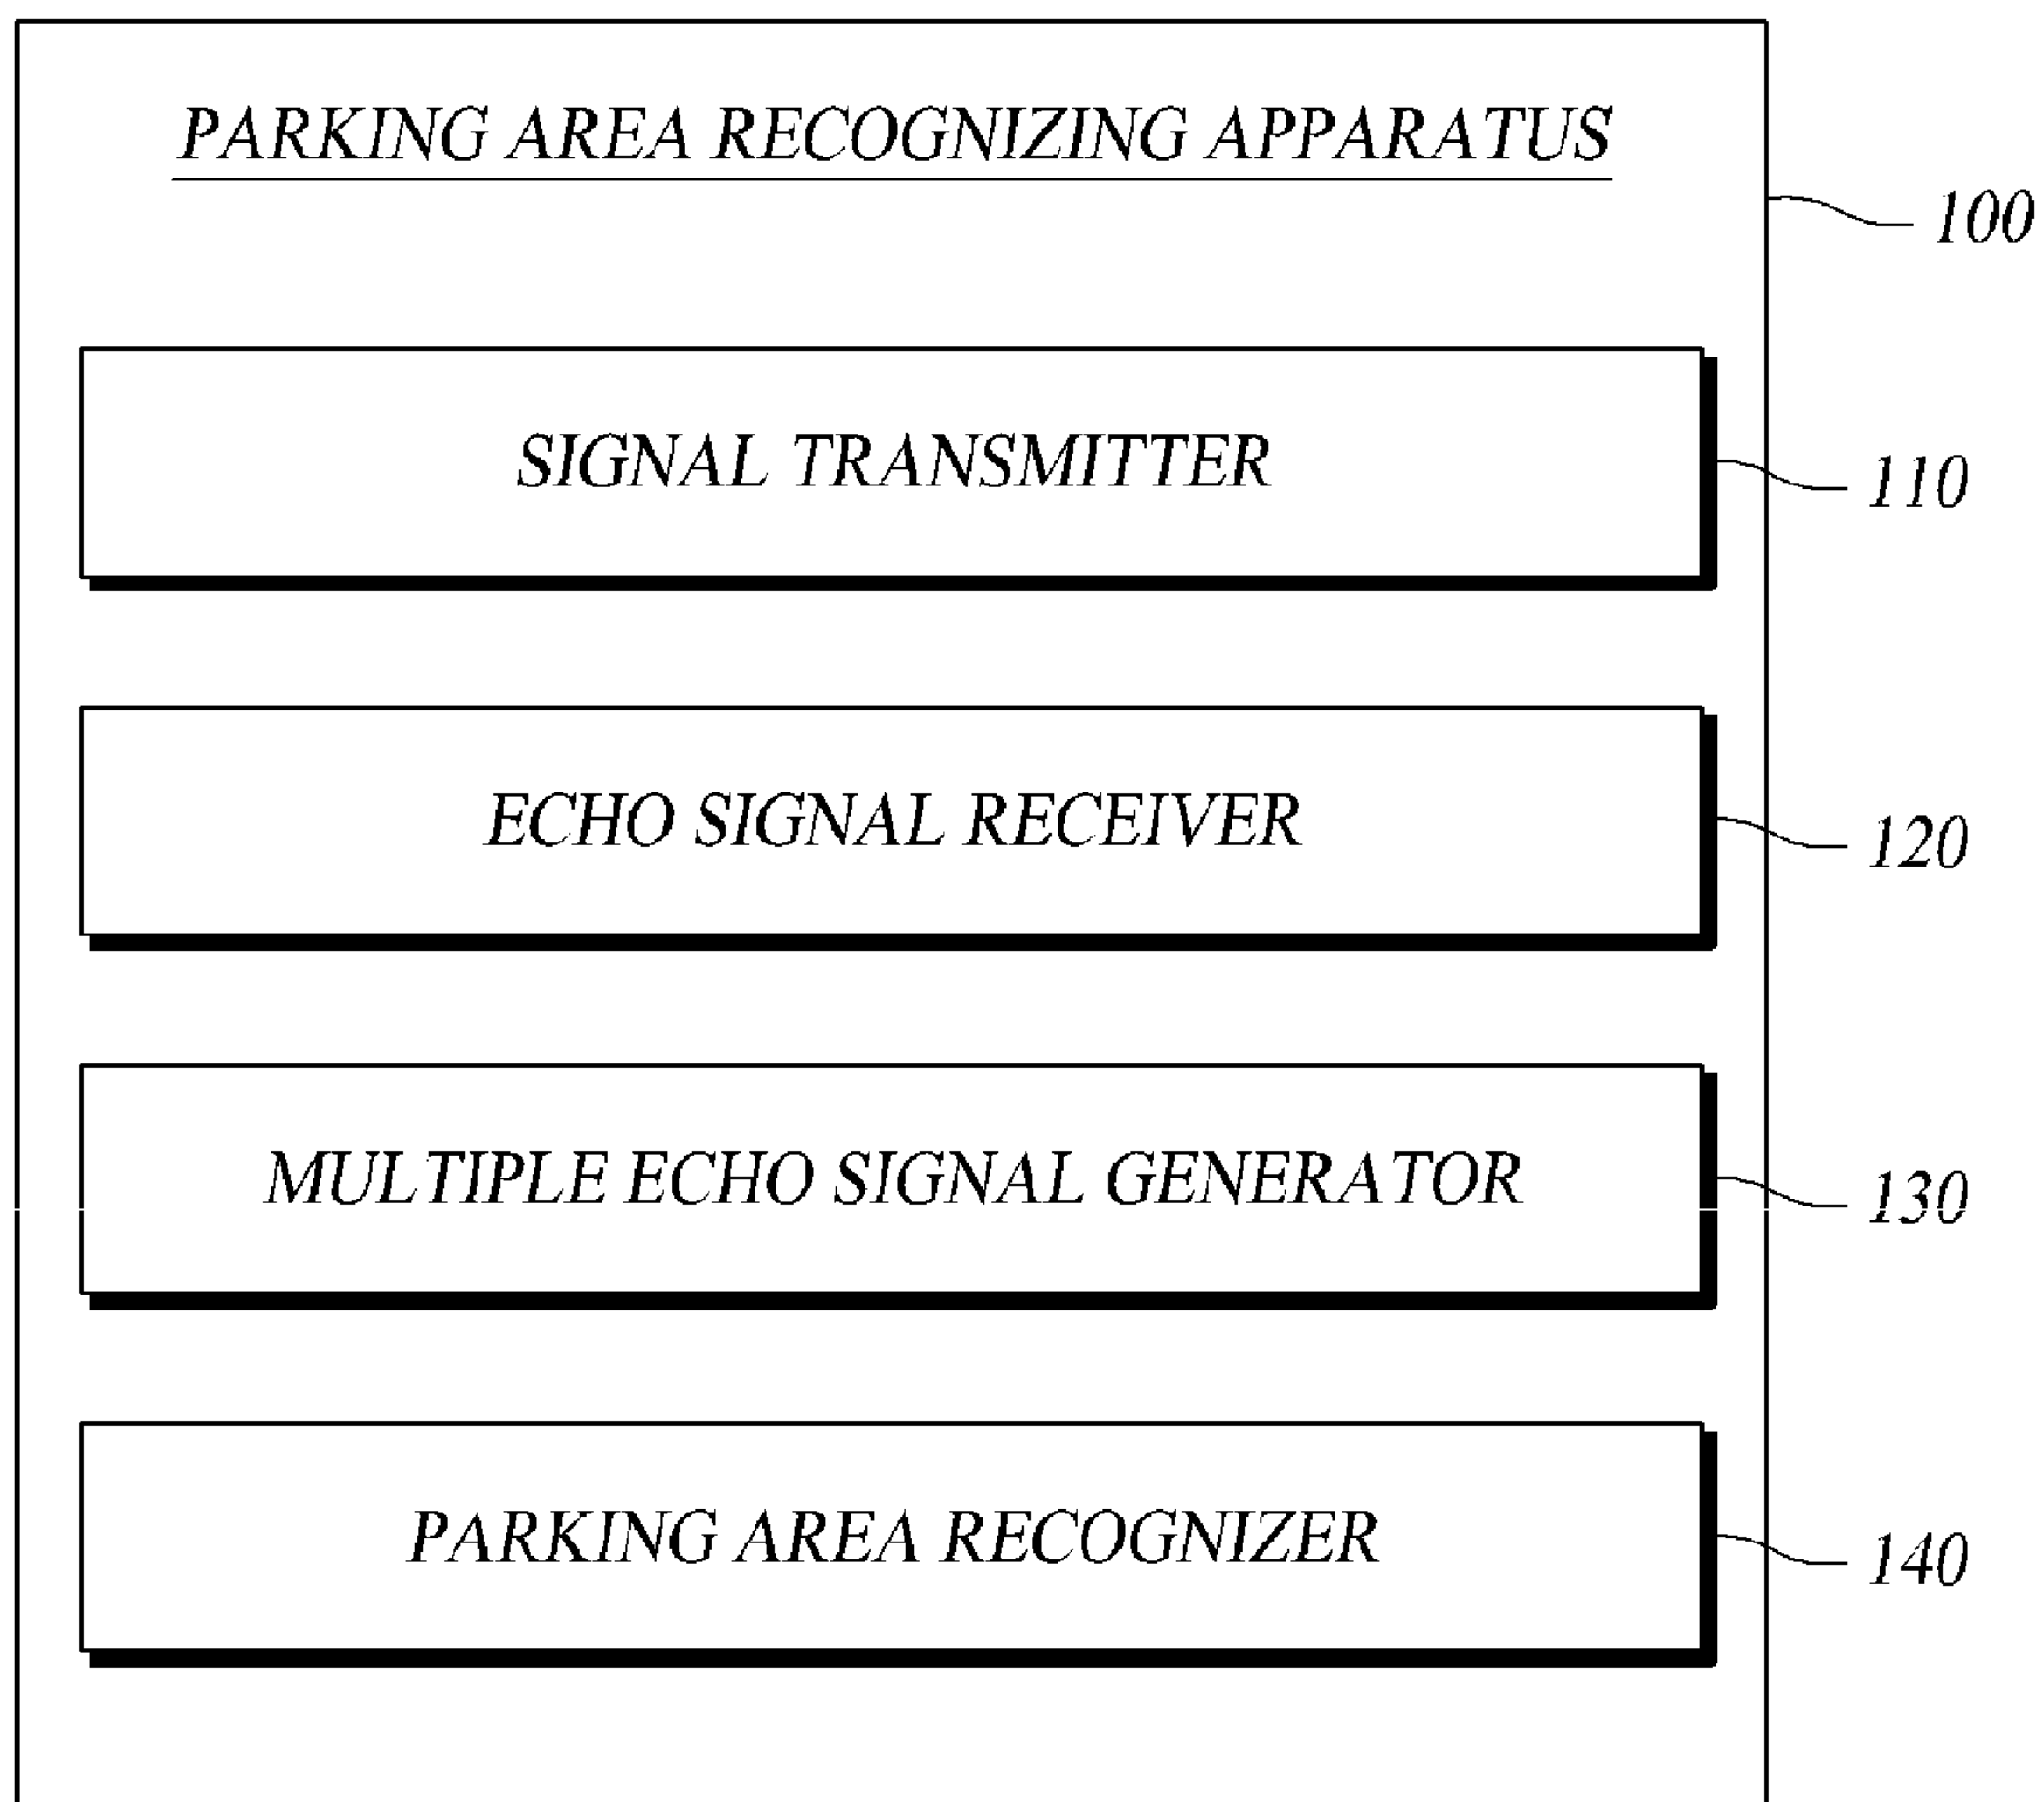 PARKING AREA RECOGNIZING APPARATUS
100
SIGNAL TRANSMITTER
110
ECHO SIGNAL RECEIVER
120
MULTIPLE ECHO SIGNAL GENERATOR
130
PARKING AREA RECOGNIZER
140